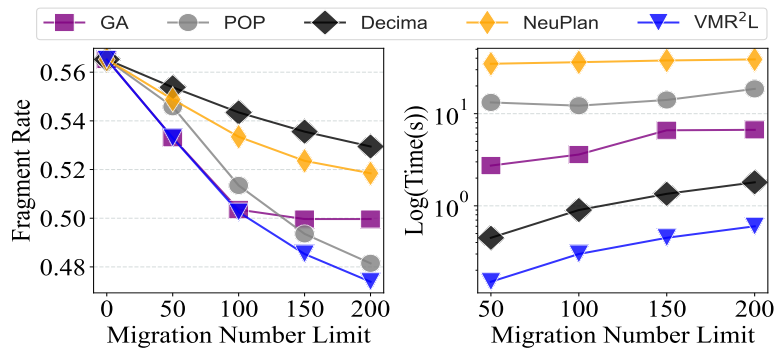 GA POP Decima NeuPlan VMR²L
Fragment Rate
0.56
0.54
0.52
0.50
0.48
0 50 100 150 200
Migration Number Limit
Log(Time(s))
10¹
10⁰
50 100 150 200
Migration Number Limit